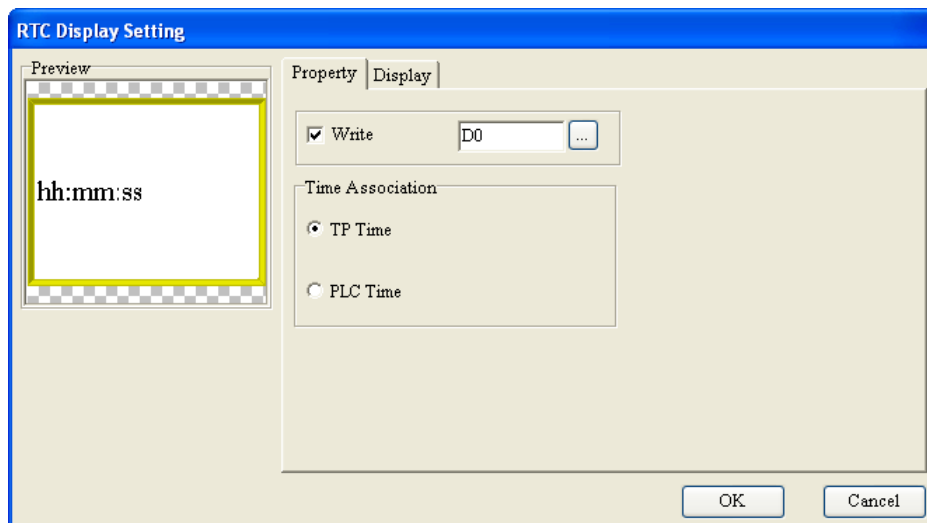 RTC Display Setting
Preview
hh:mm:ss
Property Display
Write D0 ...
Time Association
TP Time
PLC Time
OK Cancel